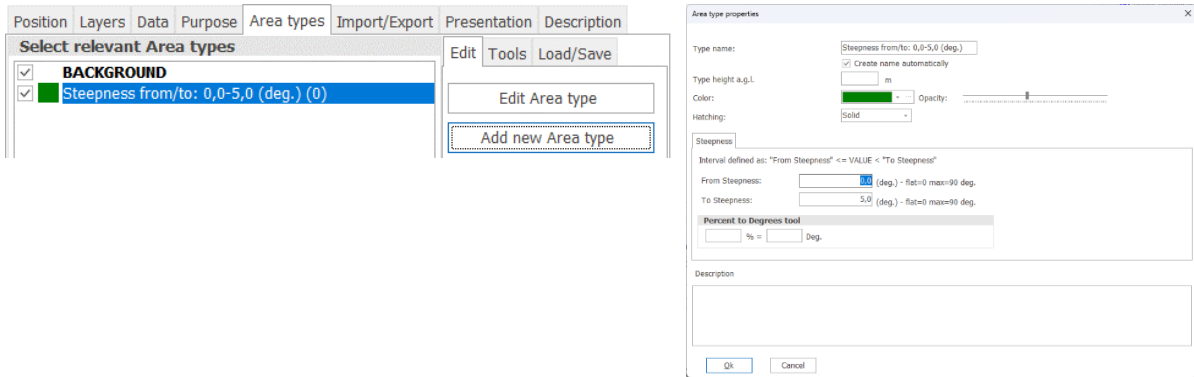 Position Layers Data Purpose Area types Import/Export Presentation Description
Select relevant Area types
BACKGROUND
Steepness from/to: 0,0-5,0 (deg.) (0)
Edit Tools Load/Save
Edit Area type
Add new Area type
Area type properties
Type name: Steepness from/to: 0,0-5,0 (deg.)
Create name automatically
Type height a.g.l. m
Color: Opacity:
Hatching: Solid
Steepness
Interval defined as: "From Steepness" <= VALUE < "To Steepness"
From Steepness: 0,0 (deg.) - flat=0 max=90 deg.
To Steepness: 5,0 (deg.) - flat=0 max=90 deg.
Percent to Degrees tool
% = Deg.
Description
Ok Cancel